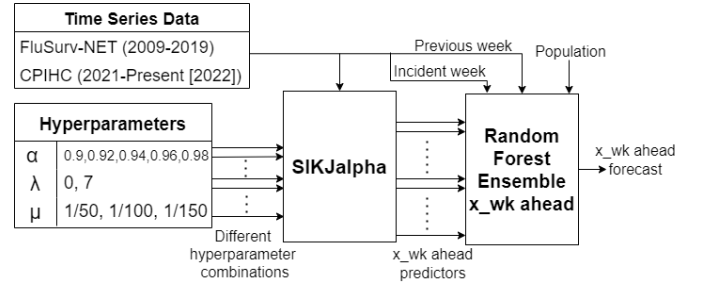 Time Series Data
FluSurv-NET (2009-2019)
CPIHC (2021-Present [2022])
Previous week
Population
Incident week
Hyperparameters
α 0.9,0.92,0.94,0.96,0.98
λ 0, 7
μ 1/50, 1/100, 1/150
SIKJalpha
Random
Forest
Ensemble
x_wk ahead
x_wk ahead
forecast
Different
hyperparameter
combinations
x_wk ahead
predictors